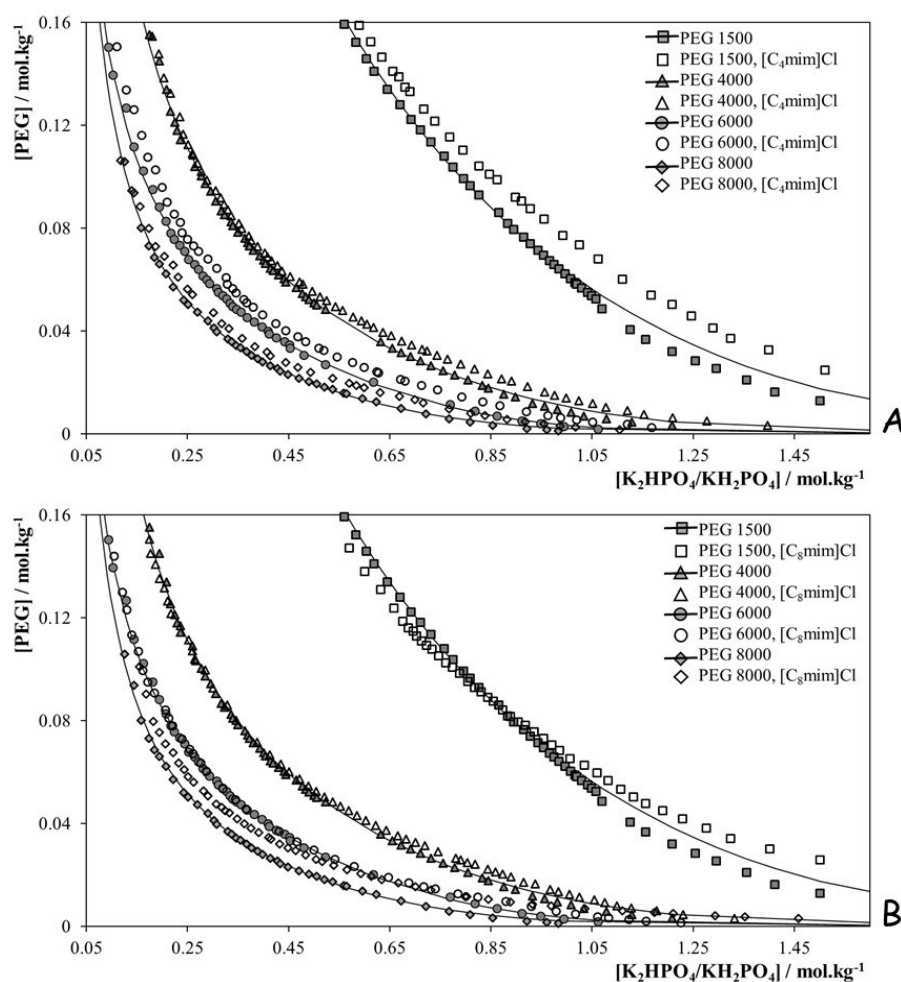 0.16
0.12
0.08
0.04
0
[PEG] / mol.kg⁻¹
0.05 0.25 0.45 0.65 0.85 1.05 1.25 1.45
[K₂HPO₄/KH₂PO₄] / mol.kg⁻¹
PEG 1500
PEG 1500, [C₄mim]Cl
PEG 4000
PEG 4000, [C₄mim]Cl
PEG 6000
PEG 6000, [C₄mim]Cl
PEG 8000
PEG 8000, [C₄mim]Cl
A
0.16
0.12
0.08
0.04
0
[PEG] / mol.kg⁻¹
0.05 0.25 0.45 0.65 0.85 1.05 1.25 1.45
[K₂HPO₄/KH₂PO₄] / mol.kg⁻¹
PEG 1500
PEG 1500, [C₈mim]Cl
PEG 4000
PEG 4000, [C₈mim]Cl
PEG 6000
PEG 6000, [C₈mim]Cl
PEG 8000
PEG 8000, [C₈mim]Cl
B